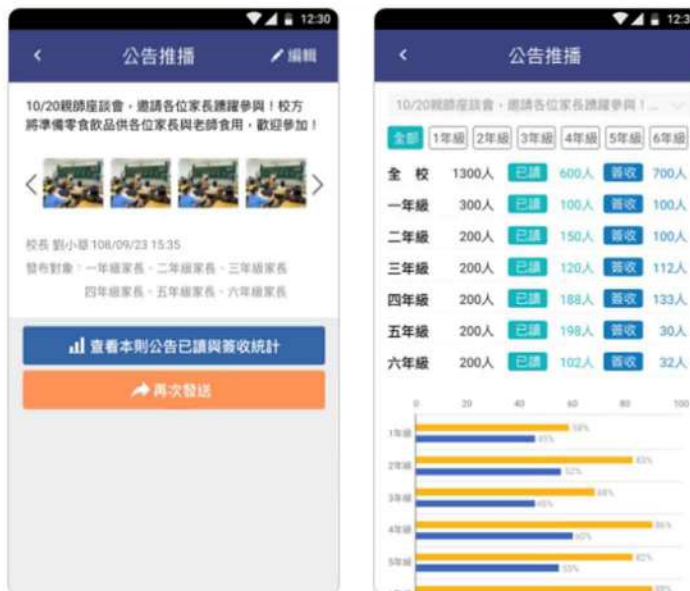 12:30
公告推播
編輯
10/20親師座談會，邀請各位家長踴躍參與！校方
將準備零食飲品供各位家長與老師食用，歡迎參加！
校長 劉小華 108/09/23 15:35
發布對象：一年級家長、二年級家長、三年級家長
四年級家長、五年級家長、六年級家長
查看本則公告已讀與簽收統計
再次發送
12:3
公告推播
10/20親師座談會，邀請各位家長踴躍參與！...
全部 1年級 2年級 3年級 4年級 5年級 6年級
全 校 1300人 已讀 600人 簽收 700人
一年級 300人 已讀 100人 簽收 100人
二年級 200人 已讀 150人 簽收 100人
三年級 200人 已讀 120人 簽收 112人
四年級 200人 已讀 188人 簽收 133人
五年級 200人 已讀 198人 簽收 30人
六年級 200人 已讀 102人 簽收 32人
0 20 40 60 80 100
1年級 58%
45%
2年級 83%
52%
3年級 68%
45%
4年級 86%
60%
5年級 82%
55%
88%